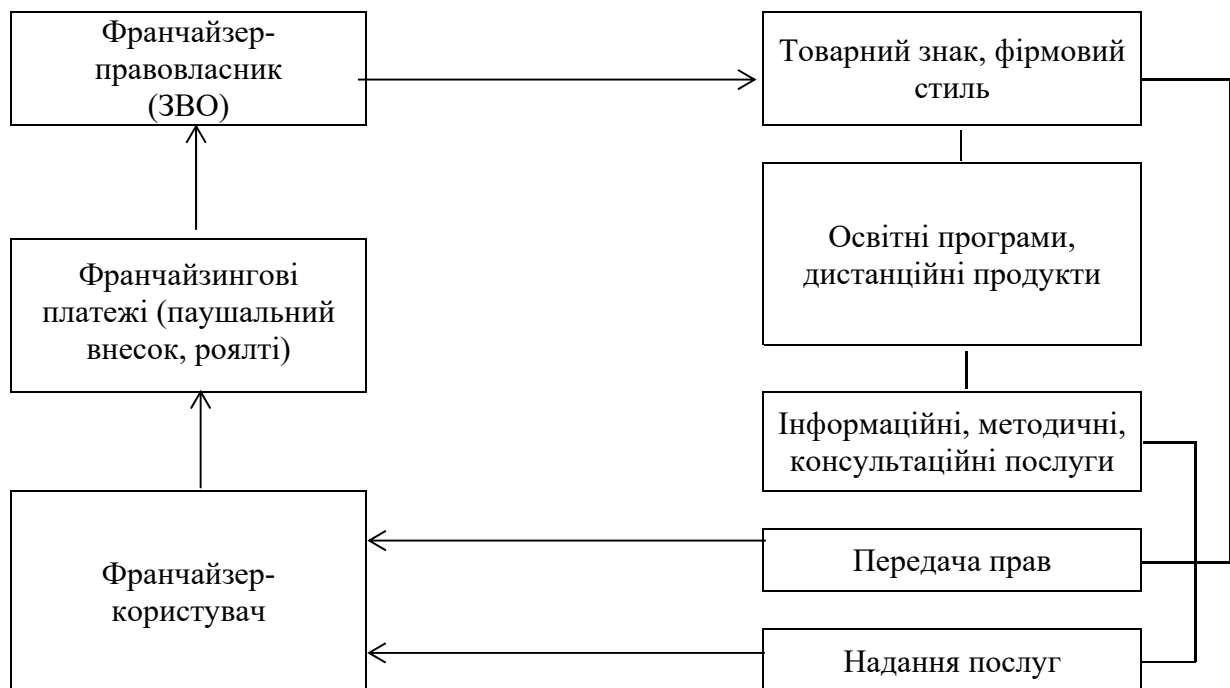 Франчайзер-
правовласник
(ЗВО)
Товарний знак, фірмовий
стиль
Освітні програми,
дистанційні продукти
Франчайзингові
платежі (паушальний
внесок, роялті)
Інформаційні, методичні,
консультаційні послуги
Франчайзер-
користувач
Передача прав
Надання послуг